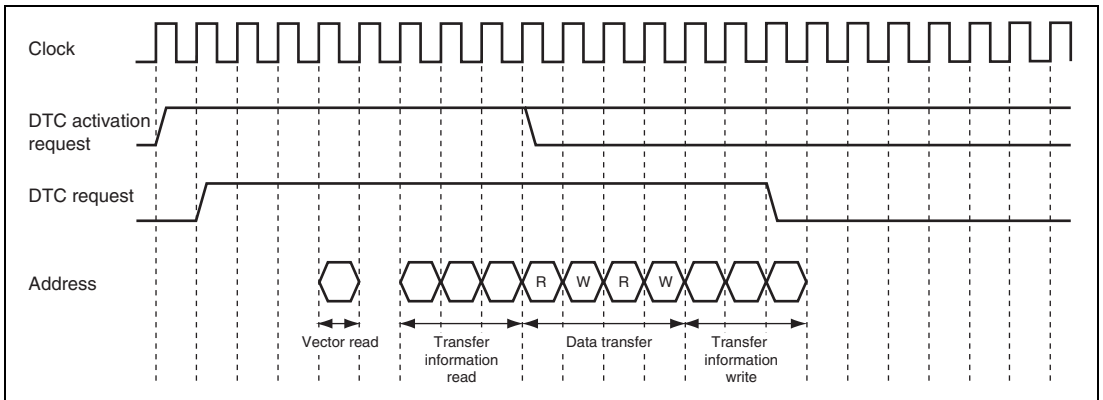 Clock
DTC activation
request
DTC request
Address
R W R W
Vector read
Transfer
information
read
Data transfer
Transfer
information
write